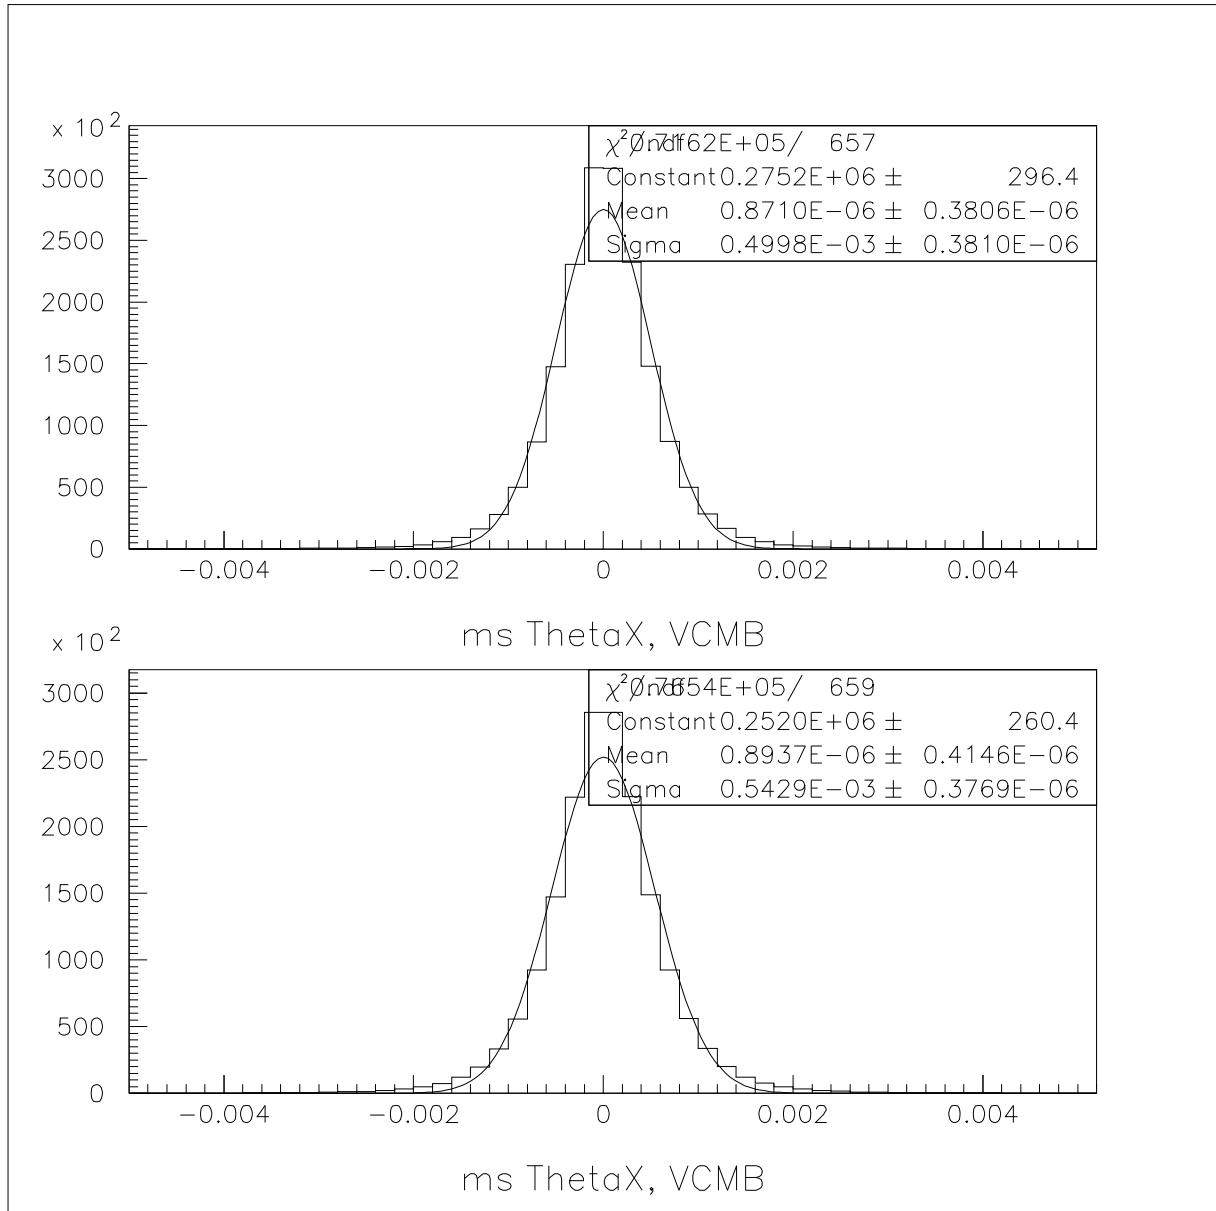 x 10²
3000
2500
2000
1500
1000
500
0
−0.004 −0.002 0 0.002 0.004
/ 657
Constant 0.2752E+06 ± 296.4
Mean 0.8710E−06 ± 0.3806E−06
Sigma 0.4998E−03 ± 0.3810E−06
ms ThetaX, VCMB
x 10²
3000
2500
2000
1500
1000
500
0
−0.004 −0.002 0 0.002 0.004
/ 659
Constant 0.2520E+06 ± 260.4
Mean 0.8937E−06 ± 0.4146E−06
Sigma 0.5429E−03 ± 0.3769E−06
ms ThetaX, VCMB